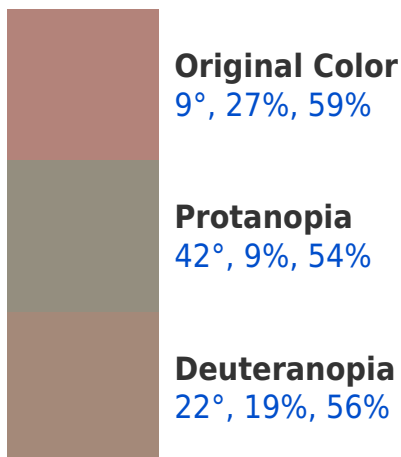 Original Color
9°, 27%, 59%
Protanopia
42°, 9%, 54%
Deuteranopia
22°, 19%, 56%